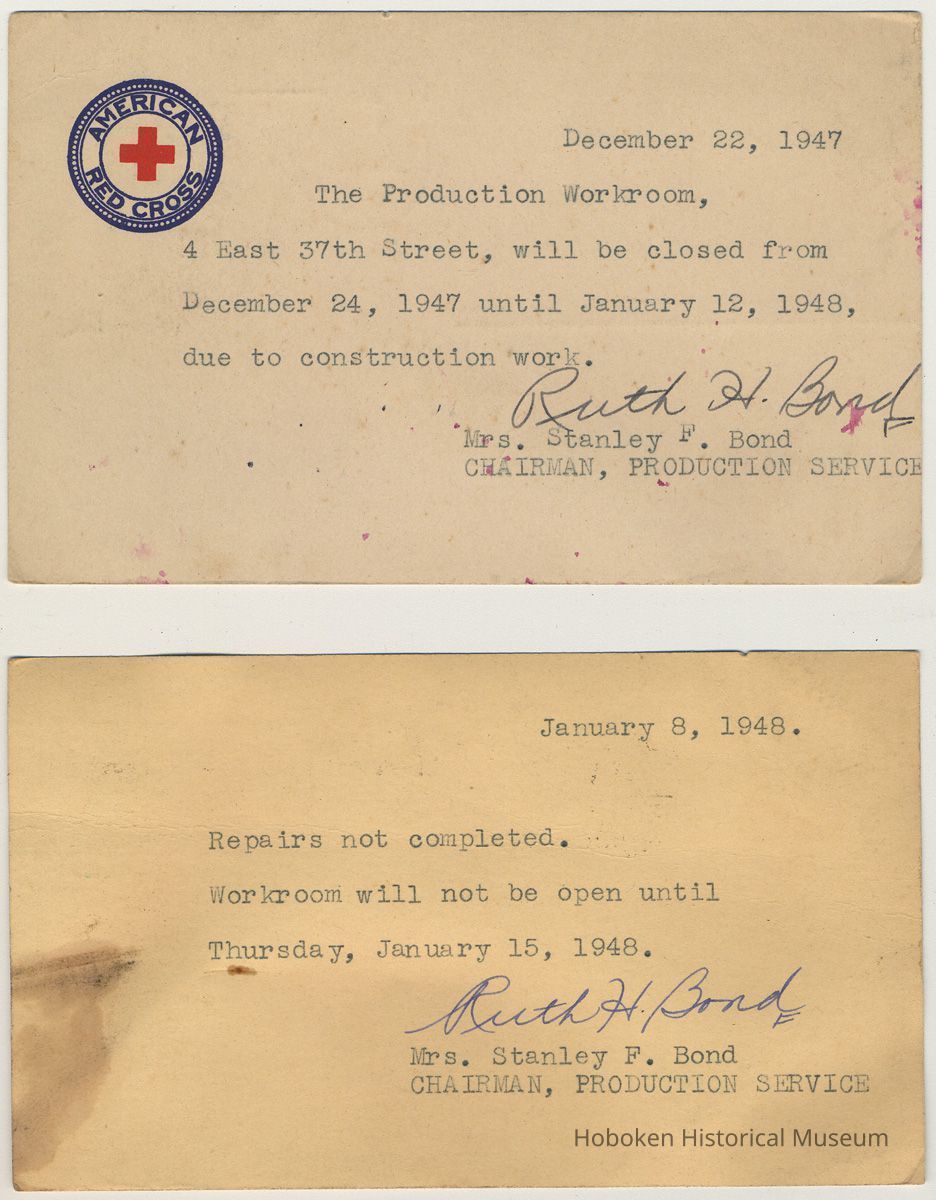 AMERICAN
RED CROSS
December 22, 1947
The Production Workroom,
4 East 37th Street, will be closed from
December 24, 1947 until January 12, 1948,
due to construction work.
Ruth H. Bond
Mrs. Stanley F. Bond
CHAIRMAN, PRODUCTION SERVICE
January 8, 1948.
Repairs not completed.
Workroom will not be open until
Thursday, January 15, 1948.
Ruth H. Bond
Mrs. Stanley F. Bond
CHAIRMAN, PRODUCTION SERVICE
Hoboken Historical Museum